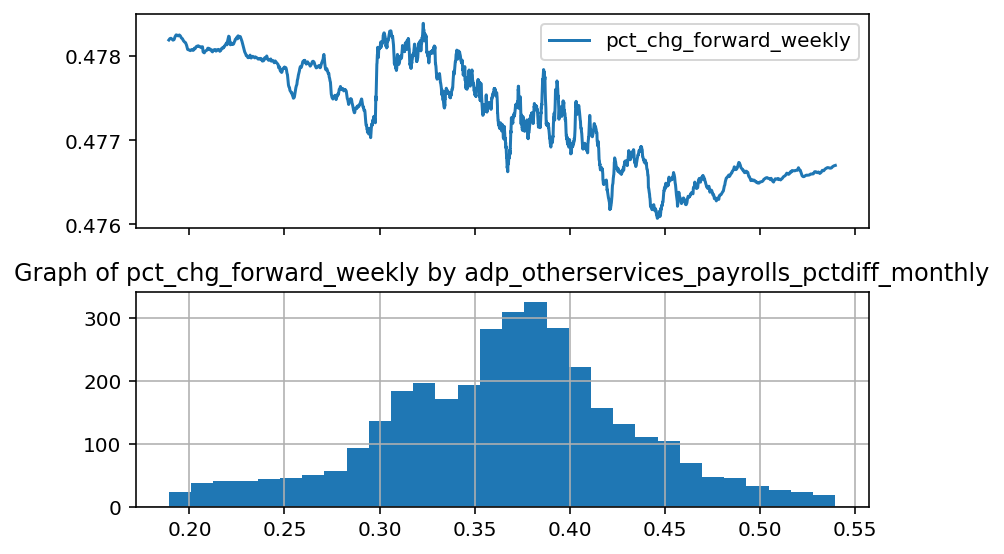 0.478
0.477
0.476
pct_chg_forward_weekly
Graph of pct_chg_forward_weekly by adp_otherservices_payrolls_pctdiff_monthly
300
200
100
0
0.20 0.25 0.30 0.35 0.40 0.45 0.50 0.55